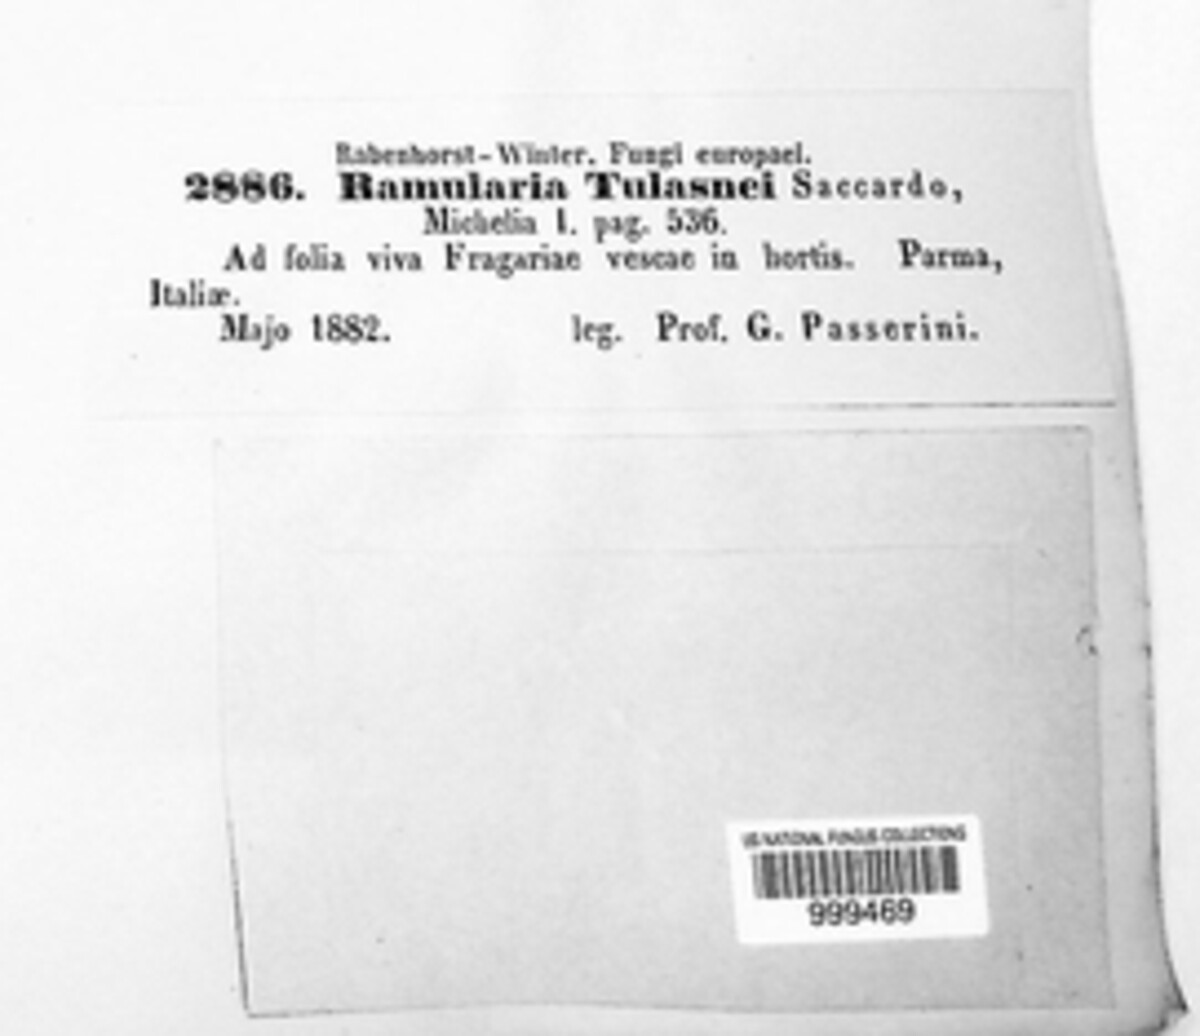 Rabenhorst-Winter. Fungi europaei.
2886. Ramularia Tulasnei Saccardo,
Michelia I. pag. 536.
Ad folia viva Fragariae vescae in hortis. Parma,
Italiæ.
Majo 1882. leg. Prof. G. Passerini.
US NATIONAL FUNGUS COLLECTIONS
999469